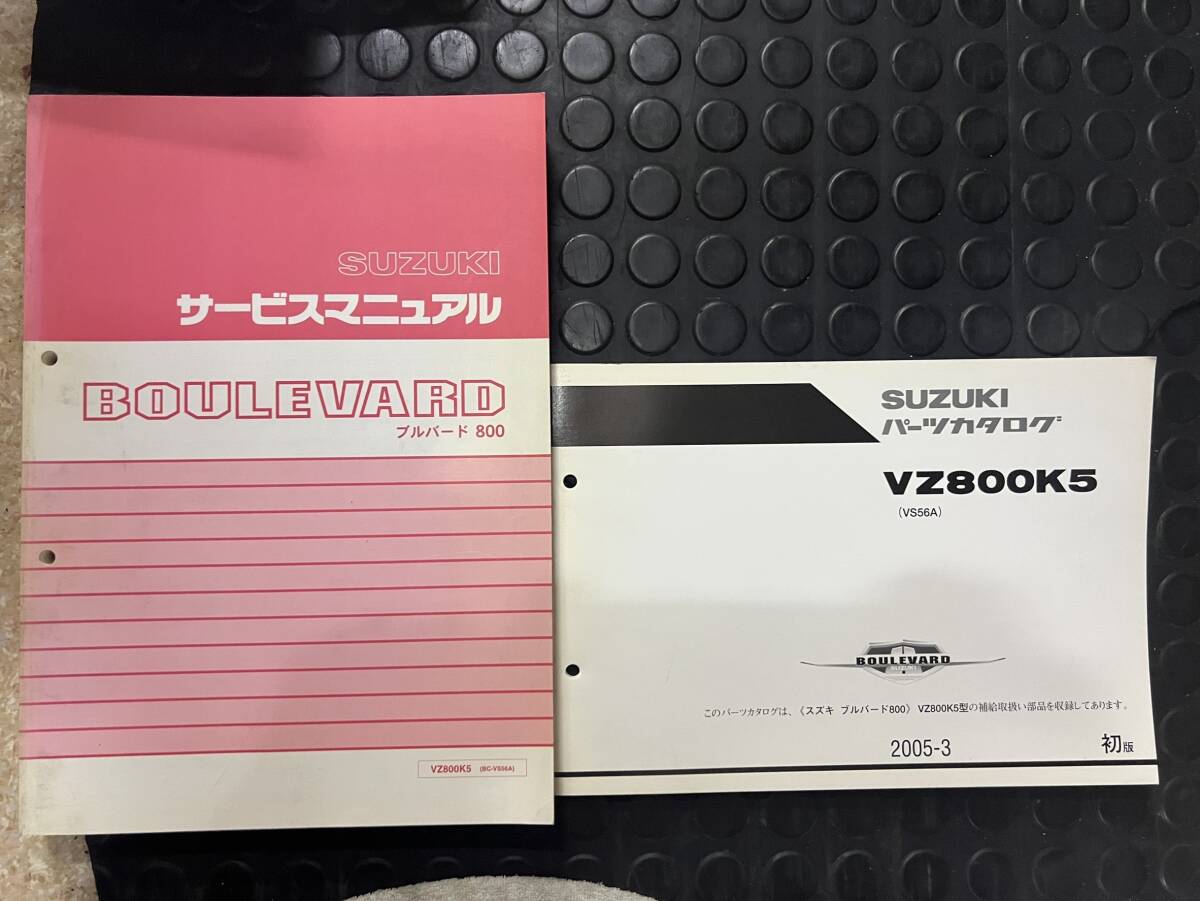 SUZUKI
サービスマニュアル
BOULEVARD
ブルバード 800
VZ800K5 (BC-VS56A)
SUZUKI
パーツカタログ
VZ800K5
(VS56A)
BOULEVARD
SUZUKI
このパーツカタログは、《スズキ ブルバード800》 VZ800K5型の補給取扱い部品を収録してあります。
2005-3
初版